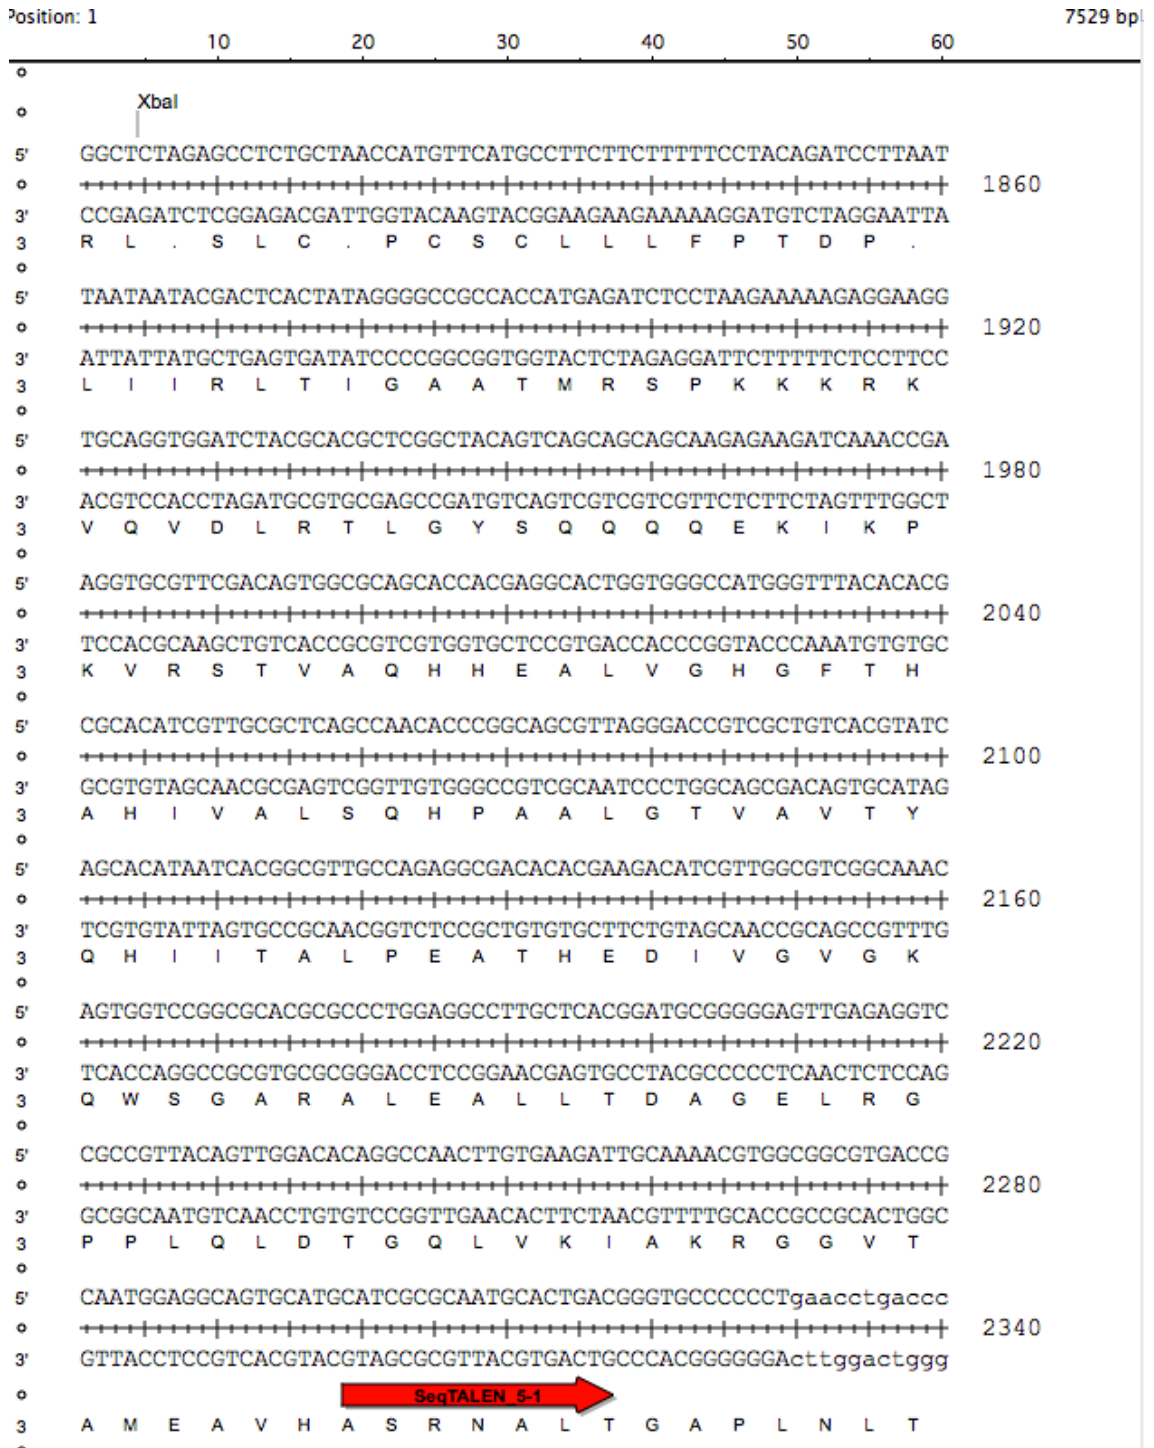 Position: 1 7529 bp
10 20 30 40 50 60
XbaI
5' GGCTCTAGAGCCTCTGCTAACCATGTTCATGCCTTCTTCTTTTTCCTACAGATCCTTAAT
1860
3' CCGAGATCTCGGAGACGATTGGTACAAGTACGGAAGAAGAAAAAGGATGTCTAGGAATTA
3 R L . S L C . P C S C L L L F P T D P .
5' TAATAATACGACTCACTATAGGGGCCGCCACCATGAGATCTCCTAAGAAAAAGAGGAAGG
1920
3' ATTATTATGCTGAGTGATATCCCCGGCGGTGGTACTCTAGAGGATTCTTTTTCTCCTTCC
3 L I I R L T I G A A T M R S P K K K R K
5' TGCAGGTGGATCTACGCACGCTCGGCTACAGTCAGCAGCAGCAAGAGAAGATCAAACCGA
1980
3' ACGTCCACCTAGATGCGTGCGAGCCGATGTCAGTCGTCGTCGTTCTCTTCTAGTTTGGCT
3 V Q V D L R T L G Y S Q Q Q Q E K I K P
5' AGGTGCGTTCGACAGTGGCGCAGCACCACGAGGCACTGGTGGGCCATGGGTTTACACACG
2040
3' TCCACGCAAGCTGTCACCGCGTCGTGGTGCTCCGTGACCACCCGGTACCCAAATGTGTGC
3 K V R S T V A Q H H E A L V G H G F T H
5' CGCACATCGTTGCGCTCAGCCAACACCCGGCAGCGTTAGGGACCGTCGCTGTCACGTATC
2100
3' GCGTGTAGCAACGCGAGTCGGTTGTGGGCCGTCGCAATCCCTGGCAGCGACAGTGCATAG
3 A H I V A L S Q H P A A L G T V A V T Y
5' AGCACATAATCACGGCGTTGCCAGAGGCGACACACGAAGACATCGTTGGCGTCGGCAAAC
2160
3' TCGTGTATTAGTGCCGCAACGGTCTCCGCTGTGTGCTTCTGTAGCAACCGCAGCCGTTTG
3 Q H I I T A L P E A T H E D I V G V G K
5' AGTGGTCCGGCGCACGCGCCCTGGAGGCCTTGCTCACGGATGCGGGGGAGTTGAGAGGTC
2220
3' TCACCAGGCCGCGTGCGCGGGACCTCCGGAACGAGTGCCTACGCCCCCTCAACTCTCCAG
3 Q W S G A R A L E A L L T D A G E L R G
5' CGCCGTTACAGTTGGACACAGGCCAACTTGTGAAGATTGCAAAACGTGGCGGCGTGACCG
2280
3' GCGGCAATGTCAACCTGTGTCCGGTTGAACACTTCTAACGTTTTGCACCGCCGCACTGGC
3 P P L Q L D T G Q L V K I A K R G G V T
5' CAATGGAGGCAGTGCATGCATCGCGCAATGCACTGACGGGTGCCCCCCTgaacctgaccc
2340
3' GTTACCTCCGTCACGTACGTAGCGCGTTACGTGACTGCCCACGGGGGGActtggactggg
SeqTALEN_5-1
3 A M E A V H A S R N A L T G A P L N L T